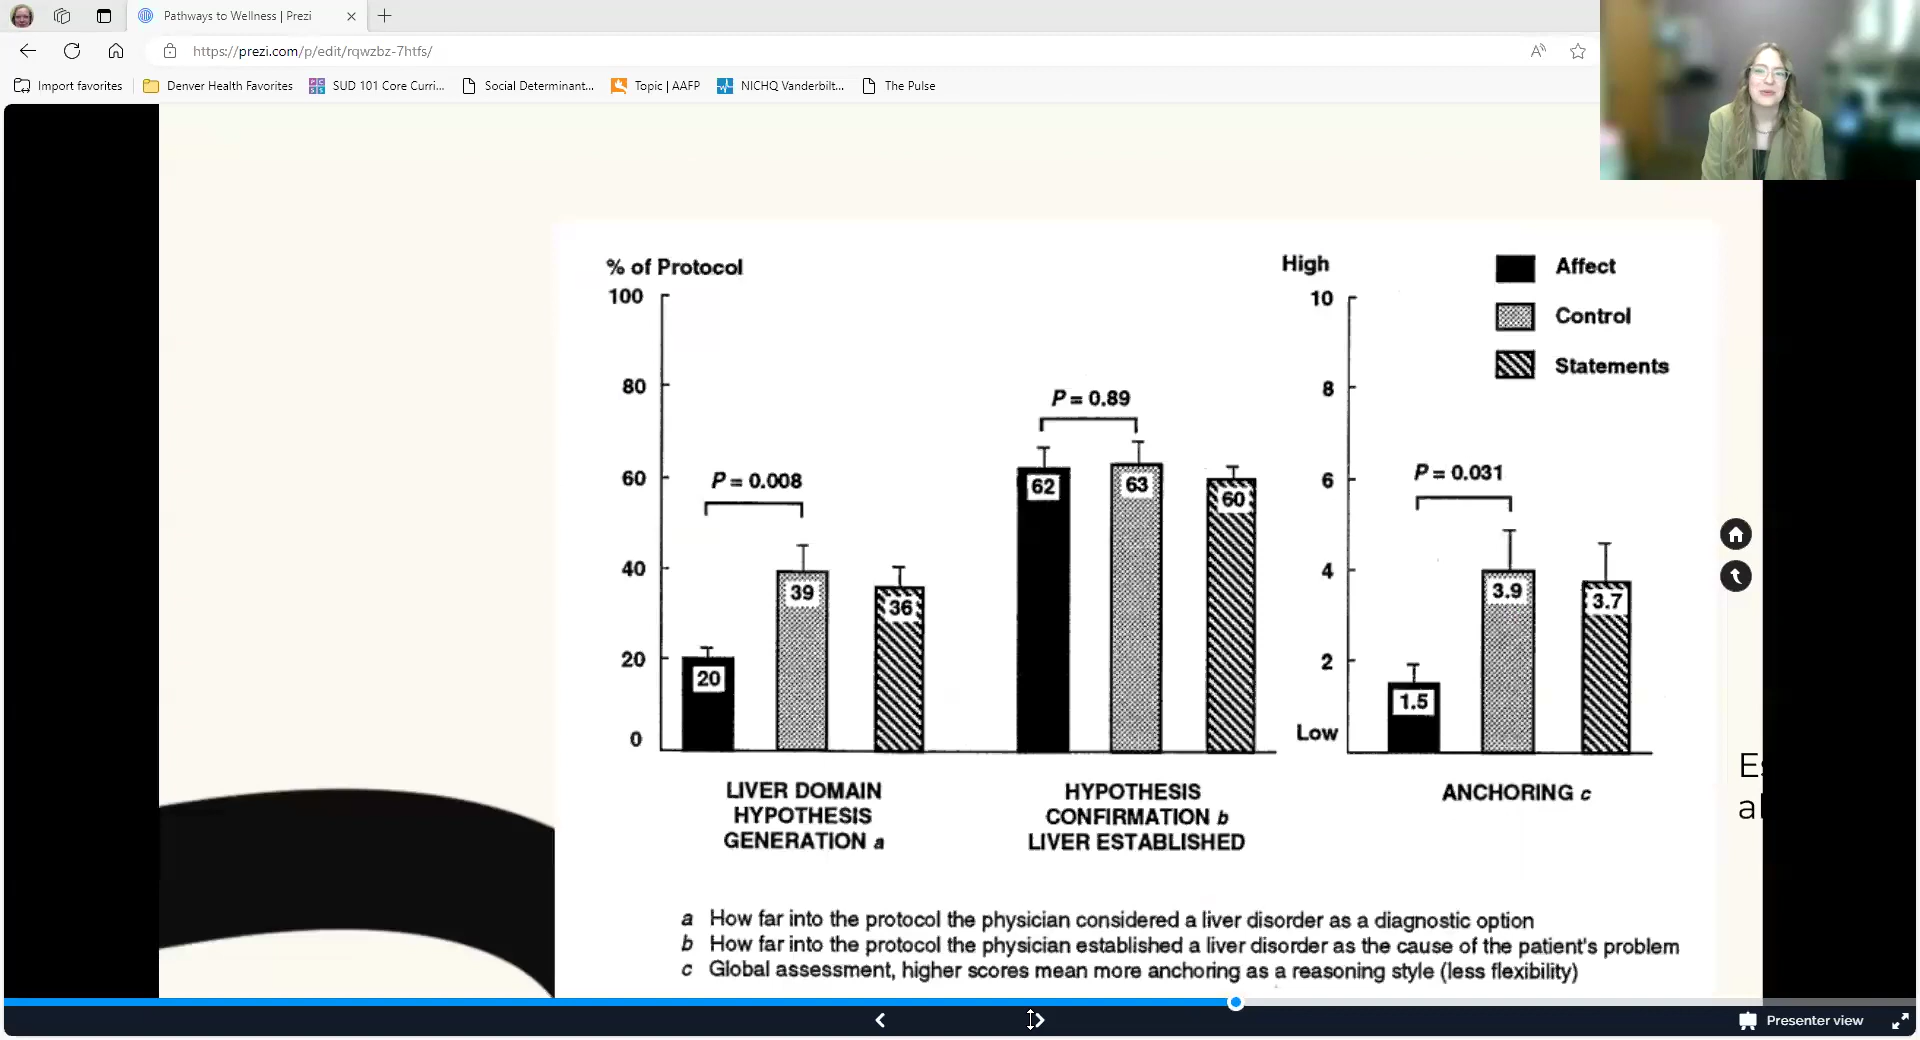 Pathways to Wellness | Prezi
https://prezi.com/p/edit/rqwzbz-7htfs/
Import favorites
Denver Health Favorites
SUD 101 Core Curri...
Social Determinant...
Topic | AAFP
NICHQ Vanderbilt...
The Pulse
% of Protocol
100
80
60
40
20
0
P = 0.008
20
39
36
LIVER DOMAIN
HYPOTHESIS
GENERATION a
P = 0.89
62
63
60
HYPOTHESIS
CONFIRMATION b
LIVER ESTABLISHED
High
10
8
6
4
2
Low
P = 0.031
1.5
3.9
3.7
ANCHORING c
Affect
Control
Statements
a How far into the protocol the physician considered a liver disorder as a diagnostic option
b How far into the protocol the physician established a liver disorder as the cause of the patient's problem
c Global assessment, higher scores mean more anchoring as a reasoning style (less flexibility)
Presenter view